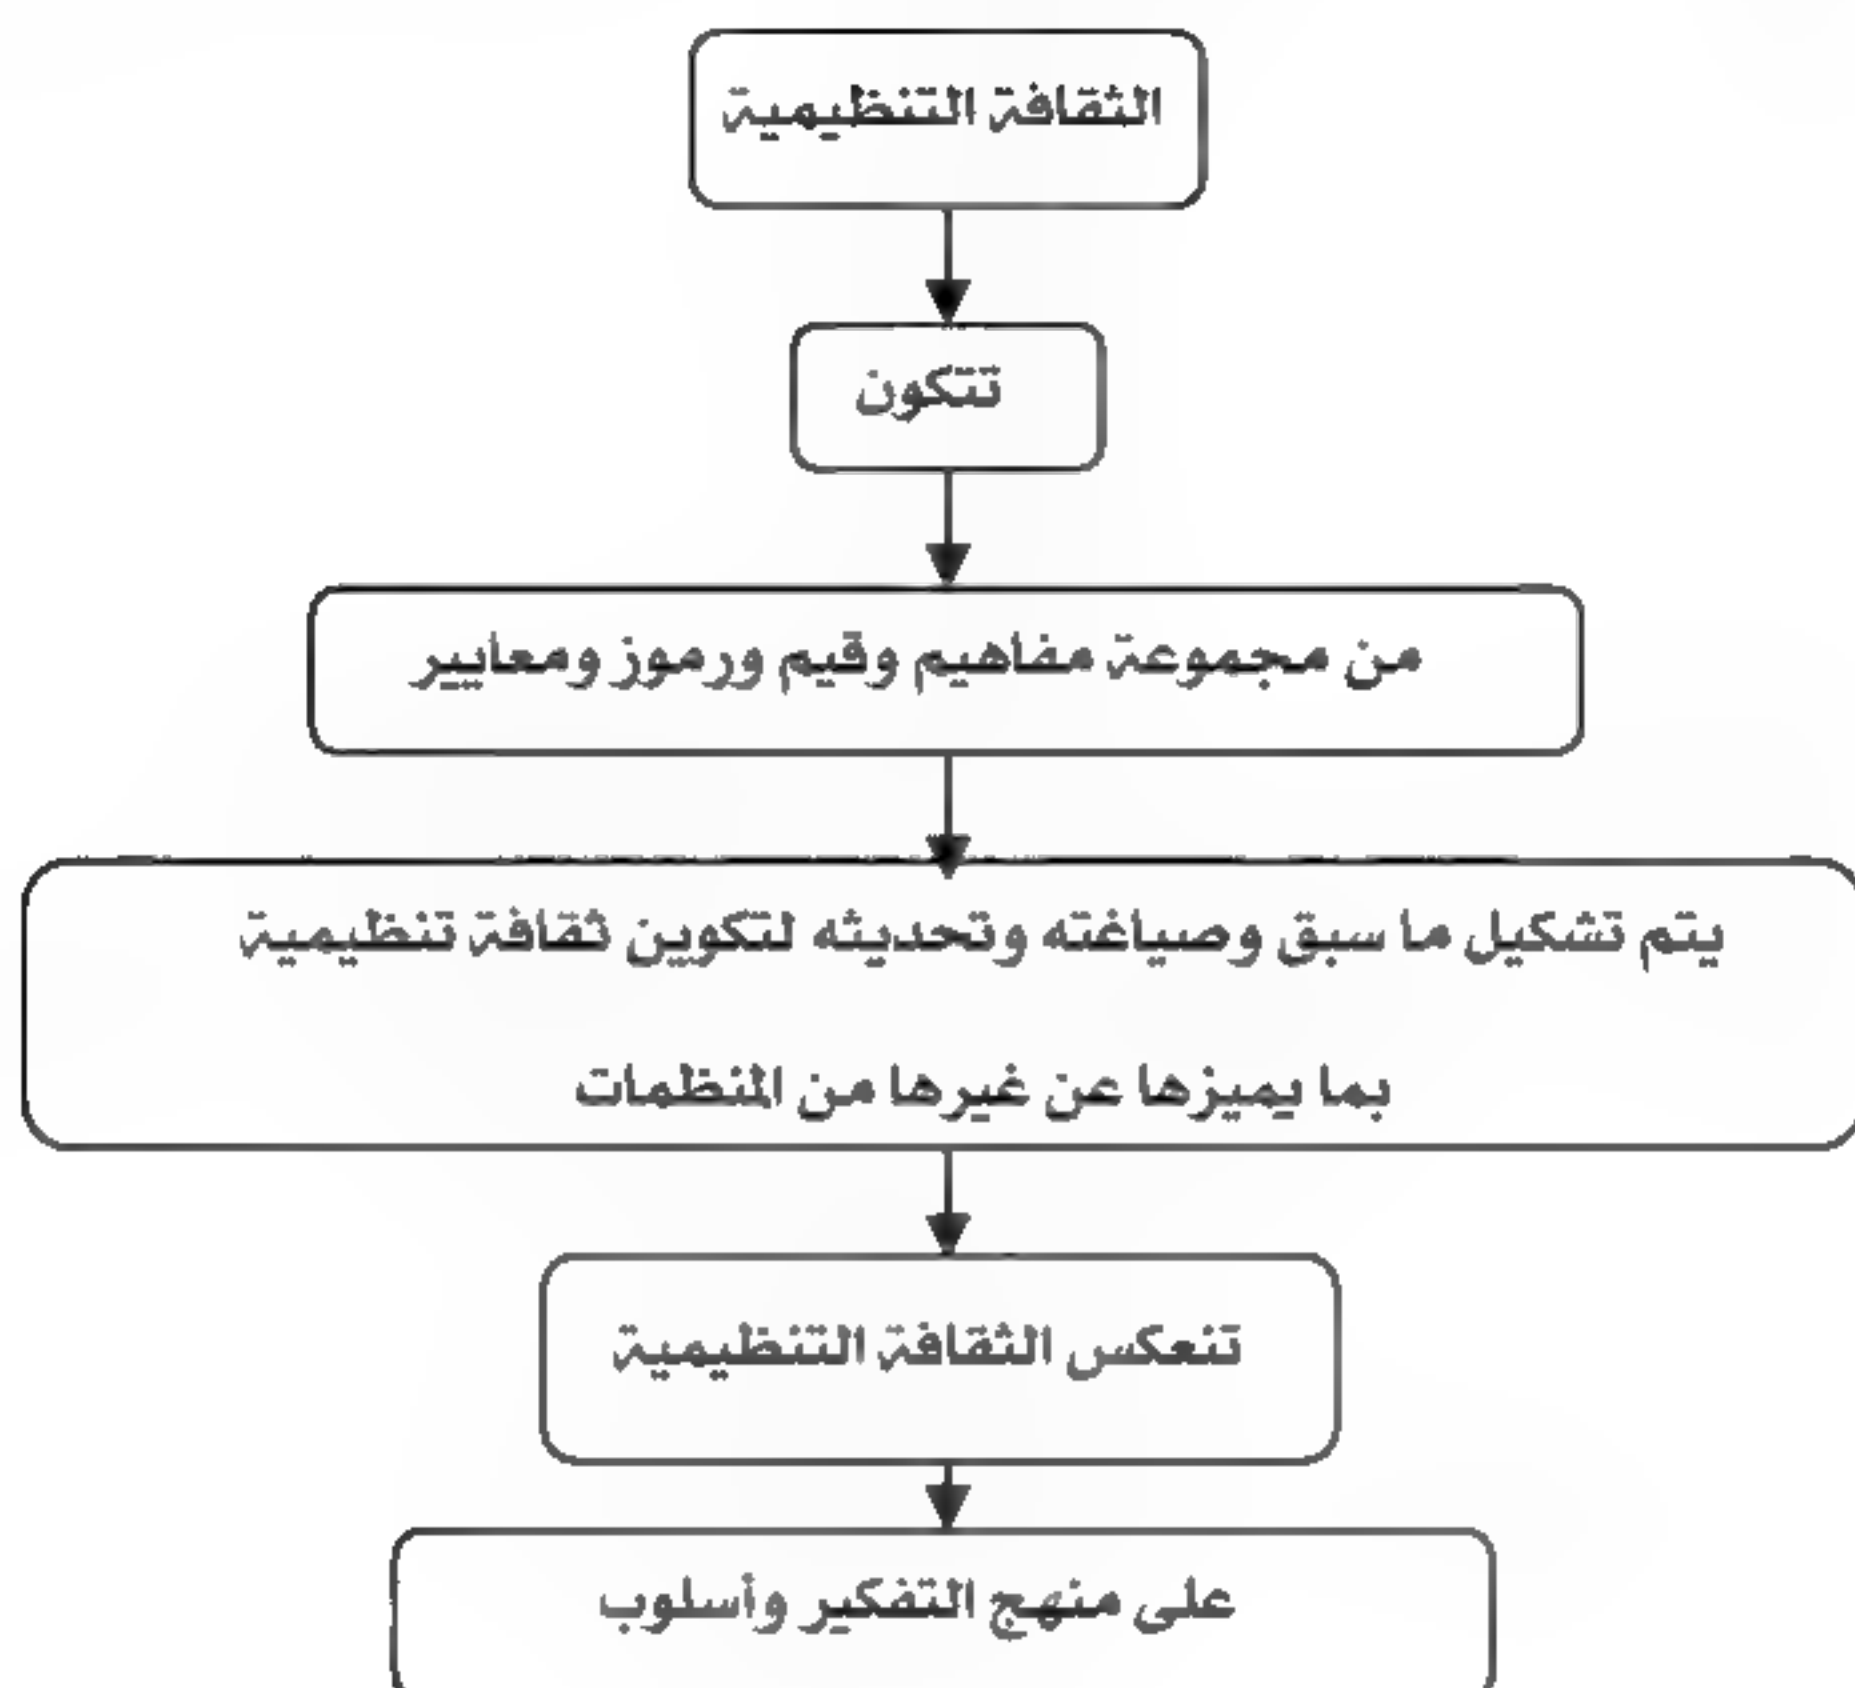 الثقافة التنظيمية
تتكون
من مجموعة مفاهيم وقيم ورموز ومعايير
يتم تشكيل ما سبق وصياغته وتحديثه لتكوين ثقافة تنظيمية
بما يميزها عن غيرها من المنظمات
تنعكس الثقافة التنظيمية
على منهج التفكير وأسلوب